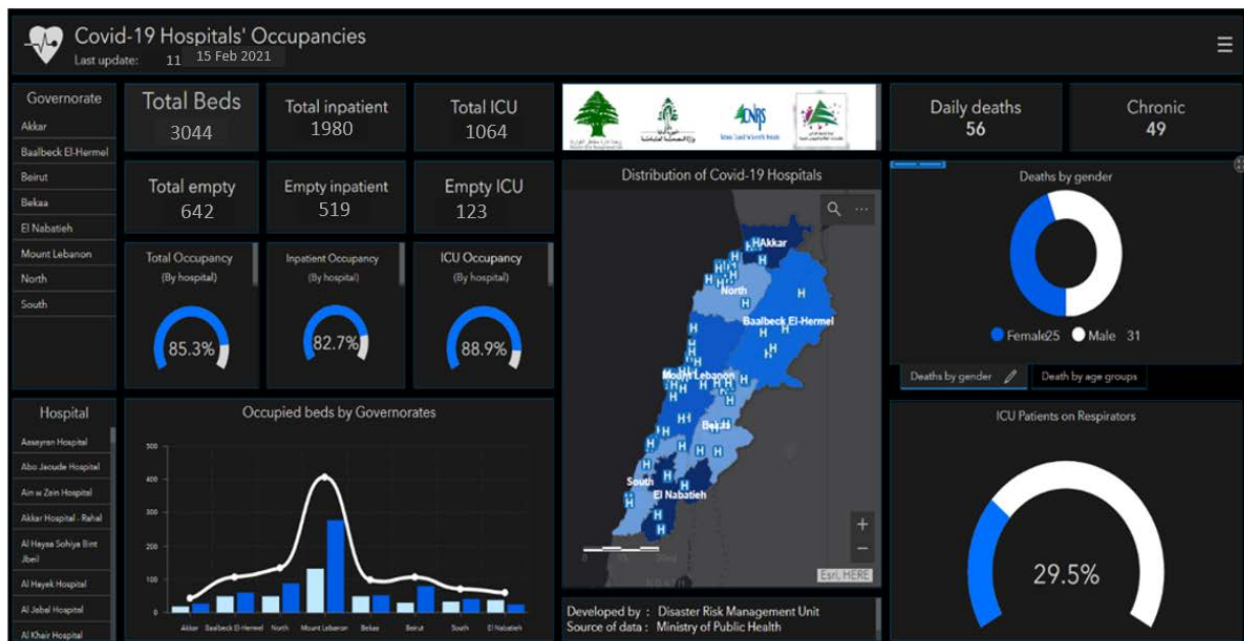 Covid-19 Hospitals' Occupancies
Last update: 11 15 Feb 2021
Governorate
Akkar
Baalbeck El-Hermel
Beirut
Bekaa
El Nabatieh
Mount Lebanon
North
South
Total Beds
3044
Total inpatient
1980
Total ICU
1064
Total empty
642
Empty inpatient
519
Empty ICU
123
Total Occupancy
(By hospital)
85.3%
Inpatient Occupancy
(By hospital)
82.7%
ICU Occupancy
(By hospital)
88.9%
CNRS
Daily deaths
56
Chronic
49
Distribution of Covid-19 Hospitals
Akkar
North
Baalbeck El-Hermel
Mount Lebanon
Bekaa
South
El Nabatieh
Esri, HERE
Developed by : Disaster Risk Management Unit
Source of data : Ministry of Public Health
Deaths by gender
Female25 Male 31
Deaths by gender Death by age groups
ICU Patients on Respirators
29.5%
Hospital
Assayran Hospital
Abo Jaoude Hospital
Ain w Zein Hospital
Akkar Hospital - Rahal
Al Hayaa Sohiya Bint
Jbeil
Al Hayek Hospital
Al Jebal Hospital
Al Khair Hospital
Occupied beds by Governorates
500
400
300
200
100
0
Akkar Baalbeck El-Hermel North Mount Lebanon Bekaa Beirut South El Nabatieh